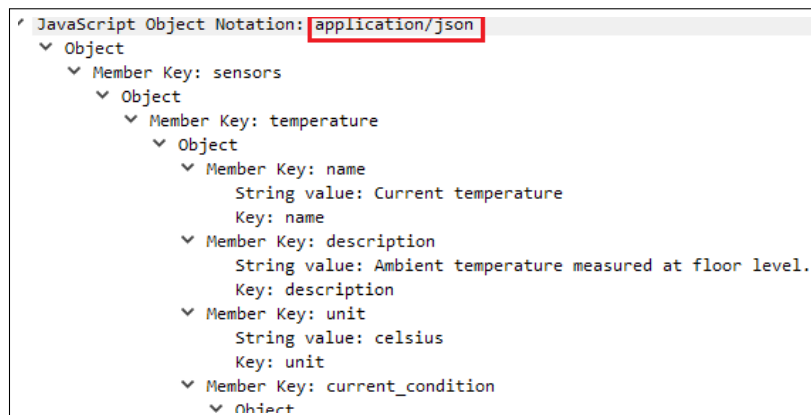 JavaScript Object Notation: application/json
Object
Member Key: sensors
Object
Member Key: temperature
Object
Member Key: name
String value: Current temperature
Key: name
Member Key: description
String value: Ambient temperature measured at floor level.
Key: description
Member Key: unit
String value: celsius
Key: unit
Member Key: current_condition
Object